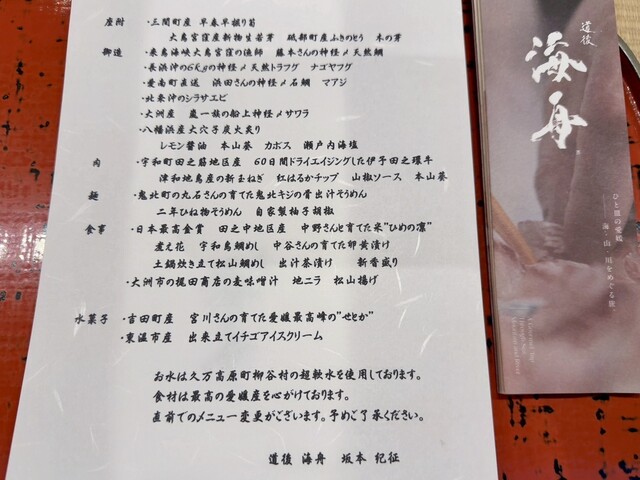 座附 ・三間町産 早春早掘り筍
大島宮窪産新物生若芽 砥部町産ふきのとう 木の芽
御造 ・来島海峡大島宮窪の漁師 藤本さんの神経〆天然鯛
・長浜沖の6kgの神経〆天然トラフグ ナゴヤフグ
・愛南町直送 浜田さんの神経〆石鯛 マアジ
・北条沖のシラサエビ
・大洲産 嵐一族の船上神経〆サワラ
・八幡浜産大穴子炭火炙り
レモン醤油 本山葵 カボス 瀬戸内海塩
肉 ・宇和町田之筋地区産 60日間ドライエイジングした伊予田之環牛
津和地島産の新玉ねぎ 紅はるかチップ 山椒ソース 本山葵
麺 ・鬼北町の丸石さんの育てた鬼北キジの骨出汁そうめん
二年ひね物そうめん 自家製柚子胡椒
食事 ・日本最高金賞 田之中地区産 中野さんと育てた米"ひめの凛"
煮え花 宇和島鯛めし 中谷さんの育てた卵黄漬け
土鍋炊き立て松山鯛めし 出汁茶漬け 新香盛り
・大洲市の梶田商店の麦味噌汁 地ニラ 松山揚げ
水菓子 ・吉田町産 宮川さんの育てた愛媛最高峰の"せとか"
・東温市産 出来立てイチゴアイスクリーム
お水は久万高原町柳谷村の超軟水を使用しております。
食材は最高の愛媛産を心がけております。
直前でのメニュー変更がございます。予めご了承ください。
道後 海舟 坂本 紀征
道後
海舟
ひと皿の愛媛
海・山・川をめぐる旅。